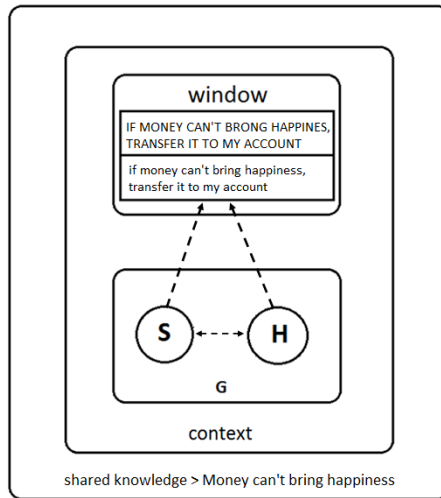 window
IF MONEY CAN'T BRONG HAPPINES,
TRANSFER IT TO MY ACCOUNT
if money can't bring happiness,
transfer it to my account
S
H
G
context
shared knowledge > Money can't bring happiness